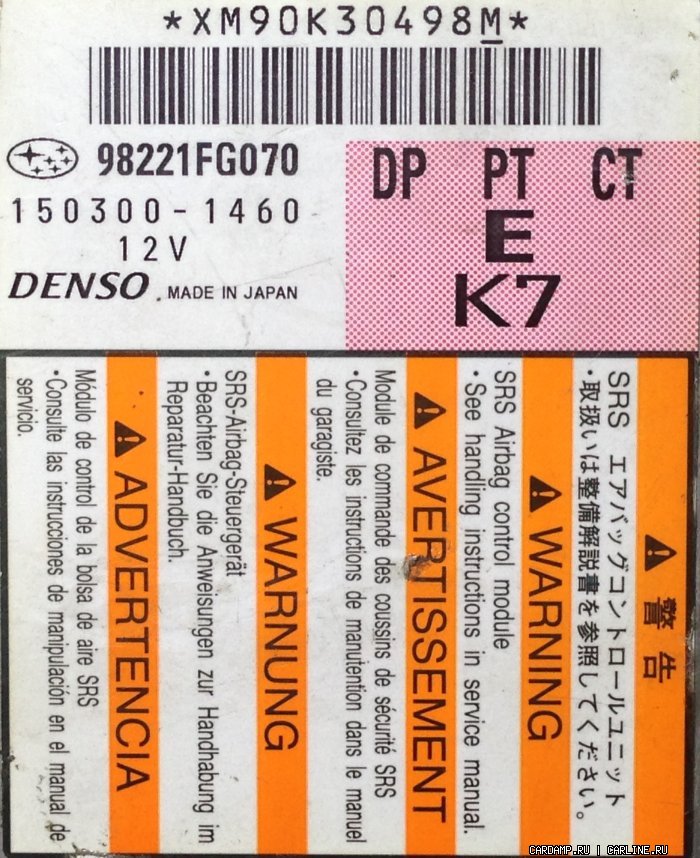 *XM90K30498M*
98221FG070
150300-1460
12V
DENSO. MADE IN JAPAN
DP PT CT
E
K7
警告
SRS エアバッグコントロールユニット
・取扱いは整備解説書を参照してください。
WARNING
SRS Airbag control module
・See handling instructions in service manual.
AVERTISSEMENT
Module de commande des coussins de sécurité SRS
・Consultez les instructions de manutention dans le manuel
du garagiste.
WARNUNG
SRS-Airbag-Steuergerät
・Beachten Sie die Anweisungen zur Handhabung im
Reparatur-Handbuch.
ADVERTENCIA
Módulo de control de la bolsa de aire SRS
・Consulte las instrucciones de manipulación en el manual de
servicio.
CARDAMP.RU | CARLINE.RU